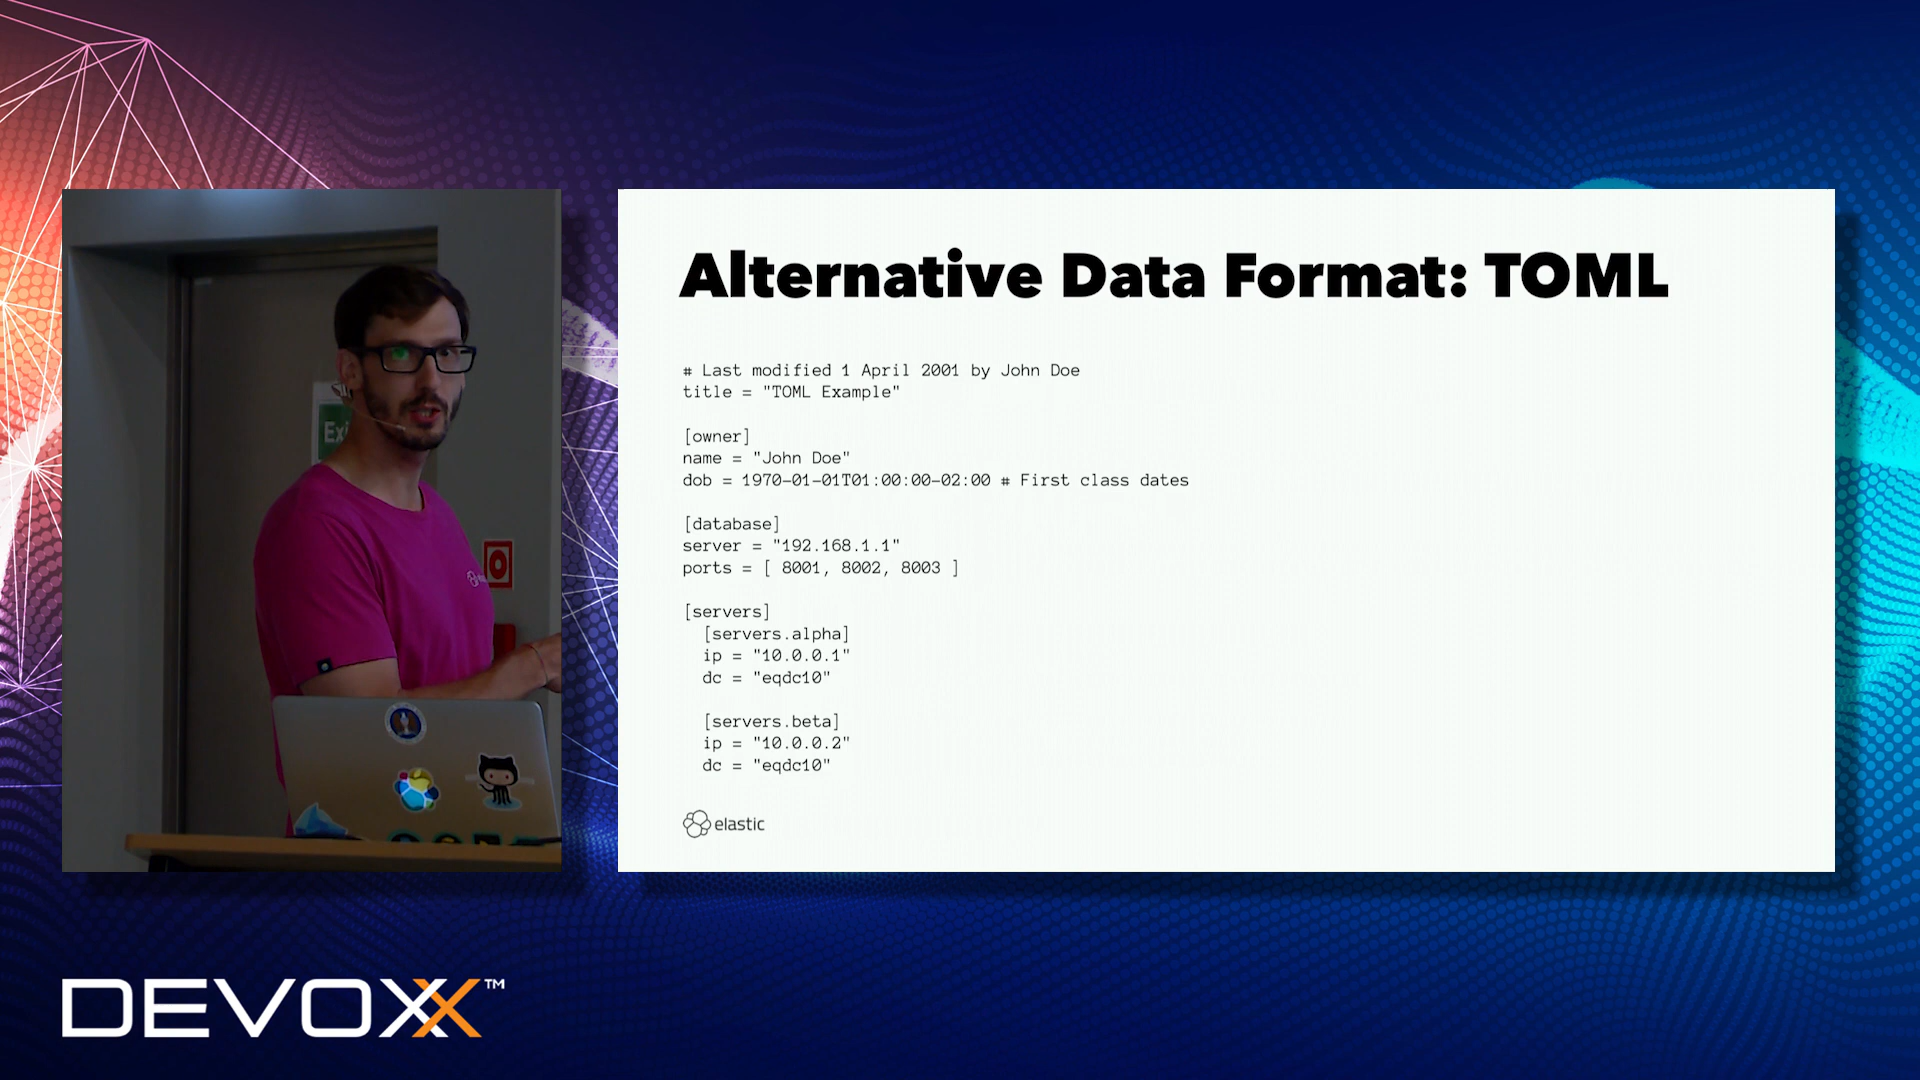 Exi
Alternative Data Format: TOML
# Last modified 1 April 2001 by John Doe
title = "TOML Example"
[owner]
name = "John Doe"
dob = 1970-01-01T01:00:00-02:00 # First class dates
[database]
server = "192.168.1.1"
ports = [ 8001, 8002, 8003 ]
[servers]
[servers.alpha]
ip = "10.0.0.1"
dc = "eqdc10"
[servers.beta]
ip = "10.0.0.2"
dc = "eqdc10"
elastic
DEVOXX™